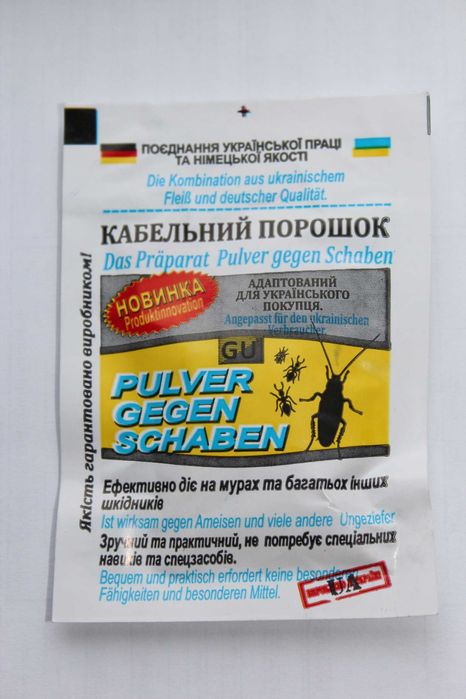 ПОЄДНАННЯ УКРАЇНСЬКОЇ ПРАЦІ
ТА НІМЕЦЬКОЇ ЯКОСТІ
Die Kombination aus ukrainischem
Fleiß und deutscher Qualität.
КАБЕЛЬНИЙ ПОРОШОК
Das Präparat Pulver gegen Schaben
НОВИНКА
Produktinnovation
АДАПТОВАНИЙ
ДЛЯ УКРАЇНСЬКОГО
ПОКУПЦЯ.
Angepasst für den ukrainischen
Verbraucher
GU
PULVER
GEGEN
SCHABEN
Ефективно діє на мурах та багатьох інших
шкідників
Ist wirksam gegen Ameisen und viele andere Ungeziefer
Зручний та практичний, не потребує спеціальних
навиків та спецзасобів.
Bequem und praktisch erfordert keine besonderen
Fähigkeiten und besonderen Mittel.
UA
Якість гарантовано виробником!